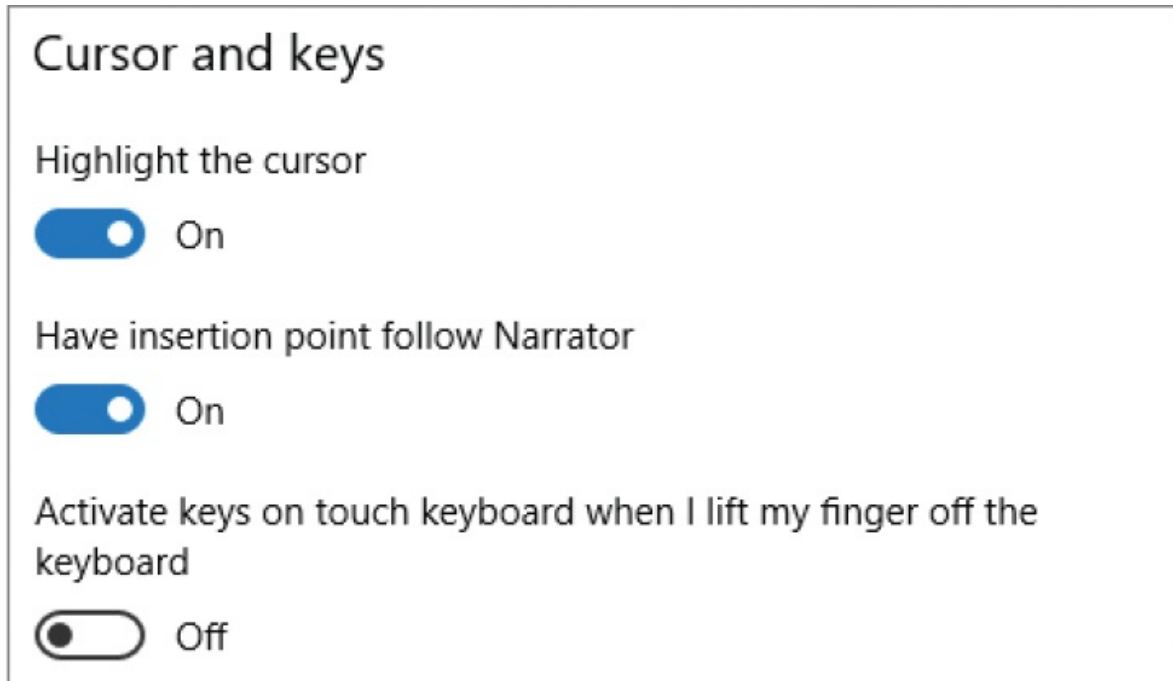 Cursor and keys
Highlight the cursor
On
Have insertion point follow Narrator
On
Activate keys on touch keyboard when I lift my finger off the
keyboard
Off